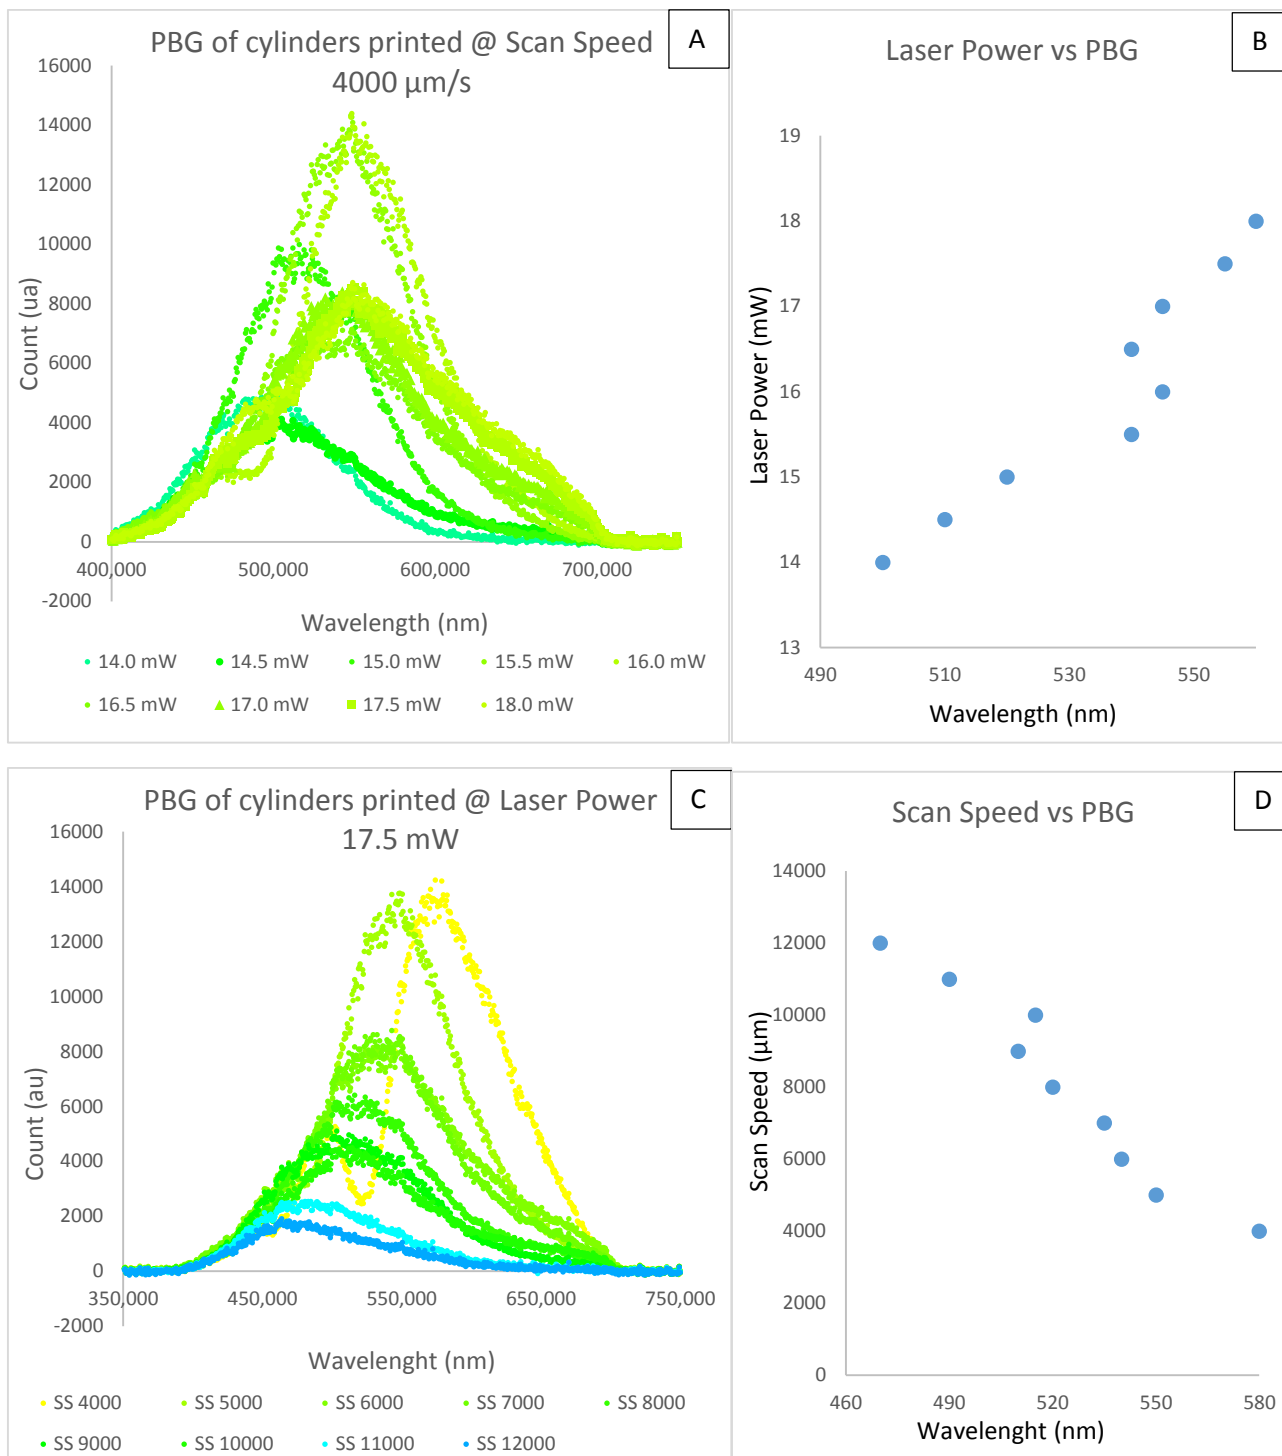 PBG of cylinders printed @ Scan Speed
4000 μm/s
A
16000
14000
12000
10000
8000
6000
4000
2000
0
-2000
Count (ua)
400,000 500,000 600,000 700,000
Wavelength (nm)
14.0 mW 14.5 mW 15.0 mW 15.5 mW 16.0 mW
16.5 mW 17.0 mW 17.5 mW 18.0 mW
Laser Power vs PBG
B
19
18
17
16
15
14
13
Laser Power (mW)
490 510 530 550
Wavelength (nm)
PBG of cylinders printed @ Laser Power
17.5 mW
C
16000
14000
12000
10000
8000
6000
4000
2000
0
-2000
Count (au)
350,000 450,000 550,000 650,000 750,000
Wavelenght (nm)
SS 4000 SS 5000 SS 6000 SS 7000 SS 8000
SS 9000 SS 10000 SS 11000 SS 12000
Scan Speed vs PBG
D
14000
12000
10000
8000
6000
4000
2000
0
Scan Speed (μm)
460 490 520 550 580
Wavelenght (nm)